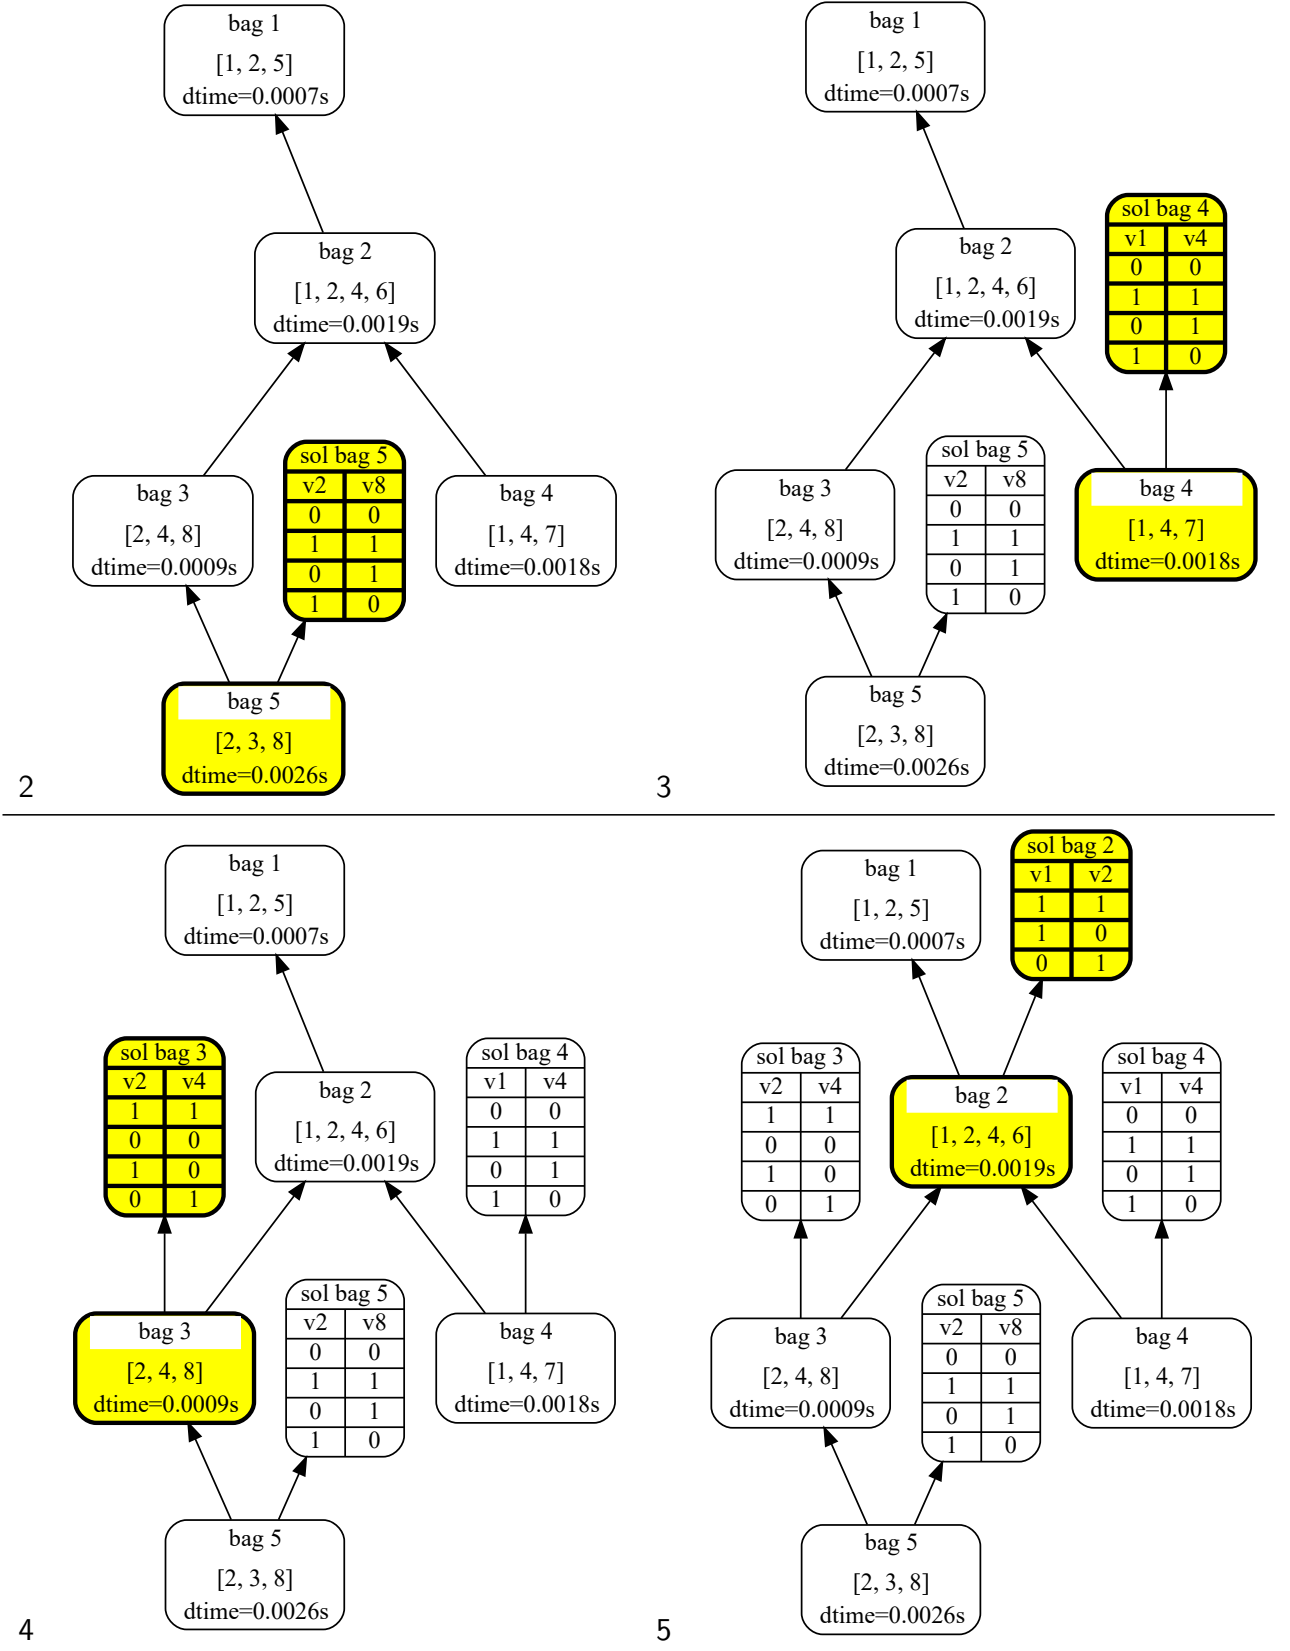 bag 1
[1, 2, 5]
dtime=0.0007s
bag 2
[1, 2, 4, 6]
dtime=0.0019s
sol bag 5
v2 v8
0 0
1 1
0 1
1 0
bag 3
[2, 4, 8]
dtime=0.0009s
bag 4
[1, 4, 7]
dtime=0.0018s
bag 5
[2, 3, 8]
dtime=0.0026s
2
bag 1
[1, 2, 5]
dtime=0.0007s
sol bag 4
v1 v4
0 0
1 1
0 1
1 0
bag 2
[1, 2, 4, 6]
dtime=0.0019s
sol bag 5
v2 v8
0 0
1 1
0 1
1 0
bag 3
[2, 4, 8]
dtime=0.0009s
bag 4
[1, 4, 7]
dtime=0.0018s
bag 5
[2, 3, 8]
dtime=0.0026s
3
bag 1
[1, 2, 5]
dtime=0.0007s
sol bag 3
v2 v4
1 1
0 0
1 0
0 1
bag 2
[1, 2, 4, 6]
dtime=0.0019s
sol bag 4
v1 v4
0 0
1 1
0 1
1 0
bag 3
[2, 4, 8]
dtime=0.0009s
sol bag 5
v2 v8
0 0
1 1
0 1
1 0
bag 4
[1, 4, 7]
dtime=0.0018s
bag 5
[2, 3, 8]
dtime=0.0026s
4
bag 1
[1, 2, 5]
dtime=0.0007s
sol bag 2
v1 v2
1 1
1 0
0 1
sol bag 3
v2 v4
1 1
0 0
1 0
0 1
bag 2
[1, 2, 4, 6]
dtime=0.0019s
sol bag 4
v1 v4
0 0
1 1
0 1
1 0
bag 3
[2, 4, 8]
dtime=0.0009s
sol bag 5
v2 v8
0 0
1 1
0 1
1 0
bag 4
[1, 4, 7]
dtime=0.0018s
bag 5
[2, 3, 8]
dtime=0.0026s
5